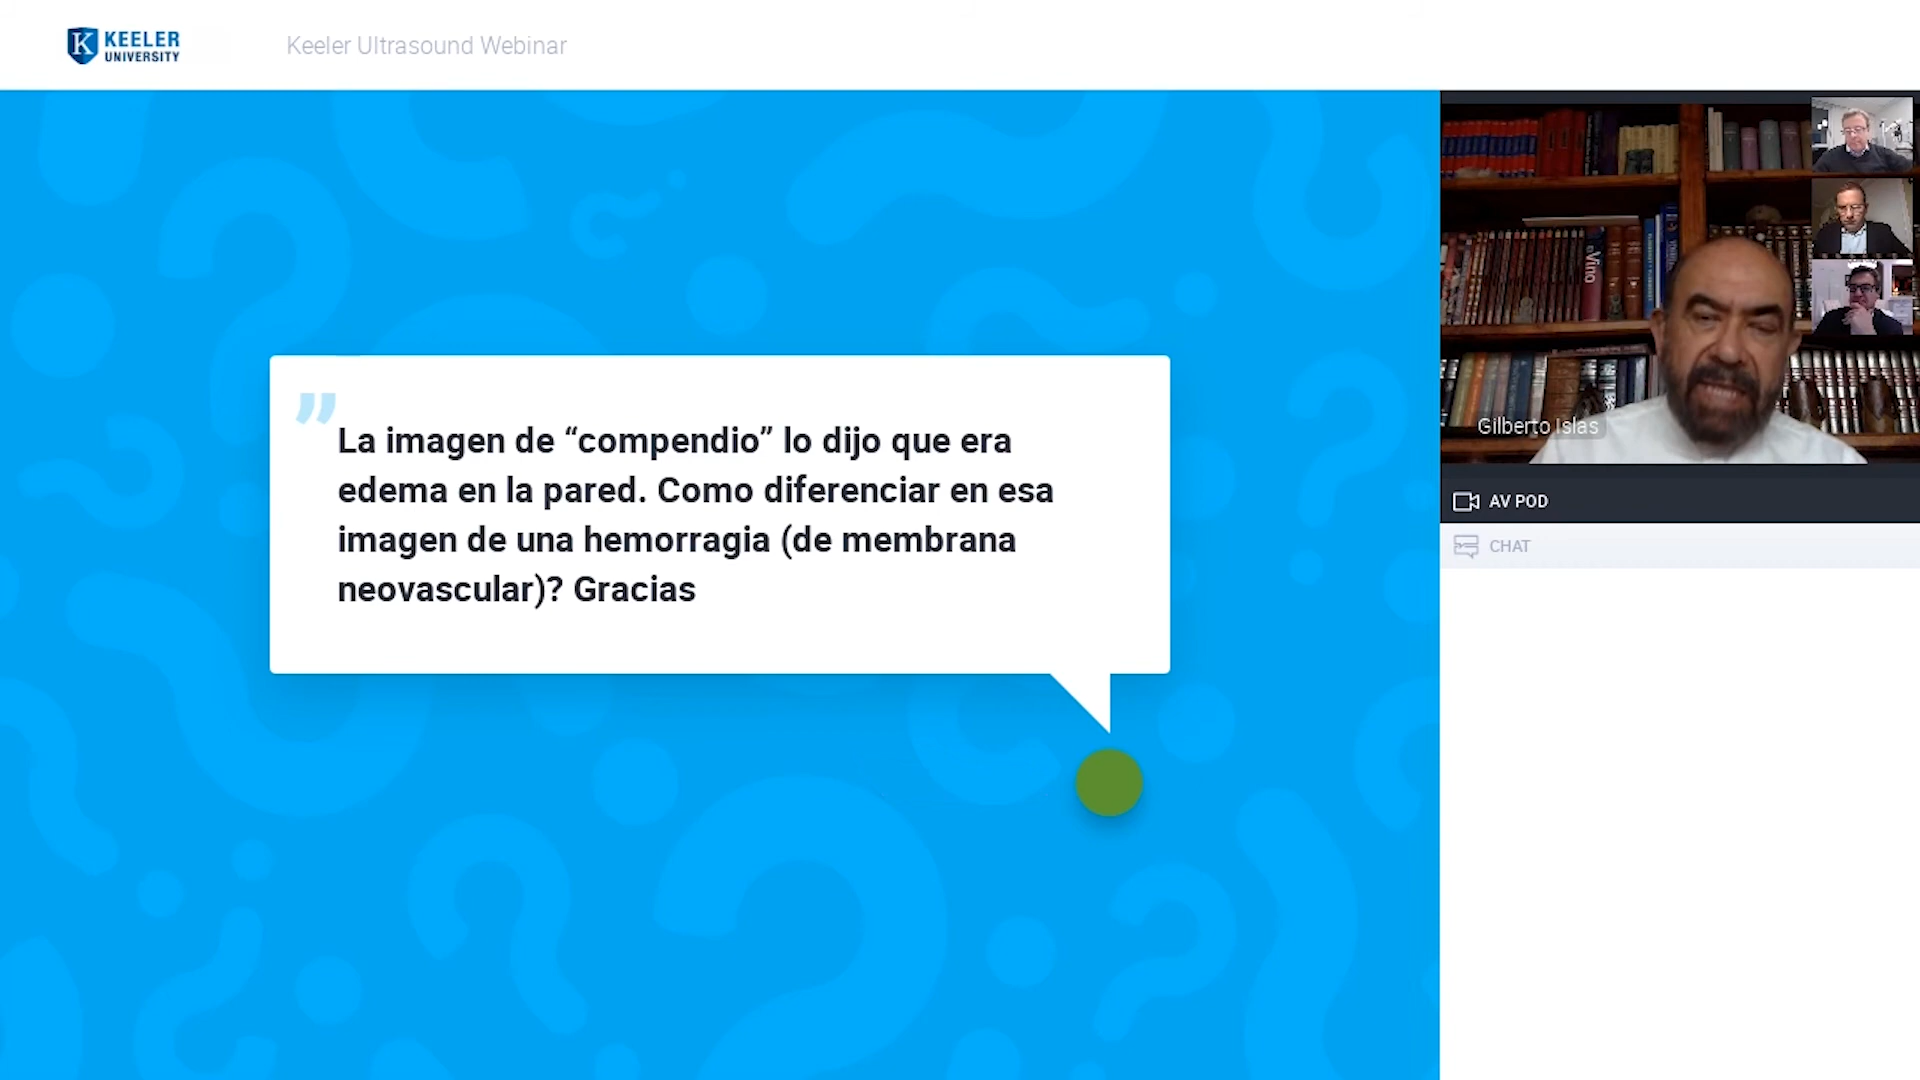 KEELER
UNIVERSITY
Keeler Ultrasound Webinar
La imagen de “compendio” lo dijo que era
edema en la pared. Como diferenciar en esa
imagen de una hemorragia (de membrana
neovascular)? Gracias
Vino
Gilberto Islas
AV POD
CHAT